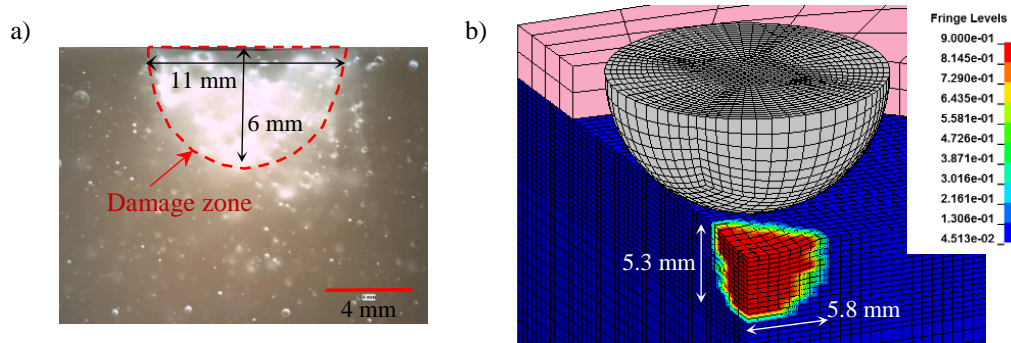 a)
11 mm
6 mm
Damage zone
4 mm
b)
5.3 mm
5.8 mm
Fringe Levels
9.000e-01
8.145e-01
7.290e-01
6.435e-01
5.581e-01
4.726e-01
3.871e-01
3.016e-01
2.161e-01
1.306e-01
4.513e-02